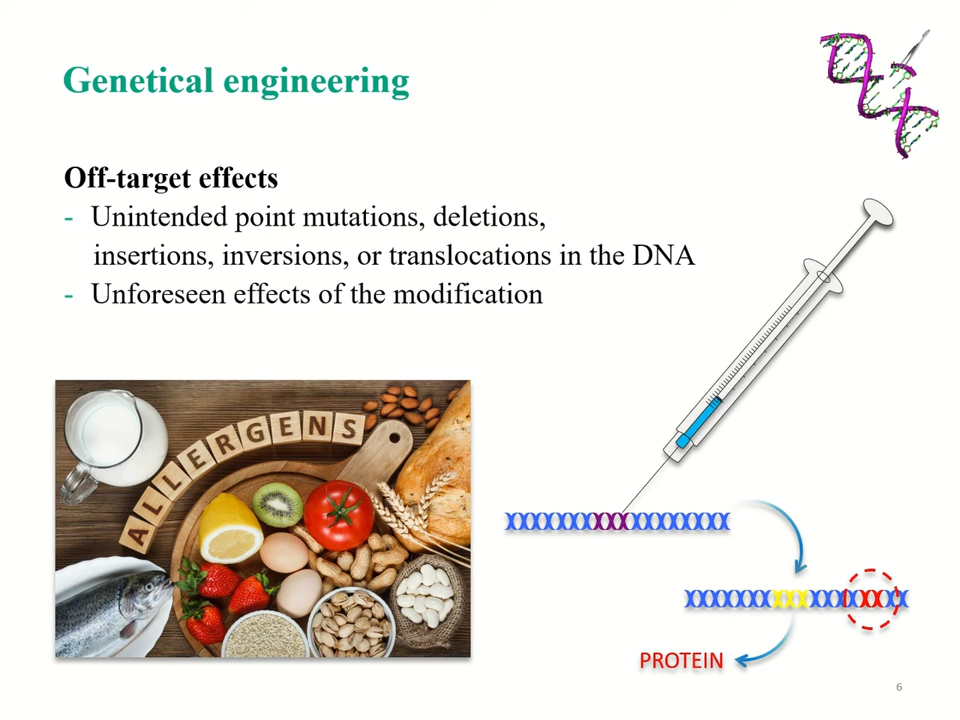 Genetical engineering
Off-target effects
- Unintended point mutations, deletions,
insertions, inversions, or translocations in the DNA
- Unforeseen effects of the modification
ALLERGENS
PROTEIN
6